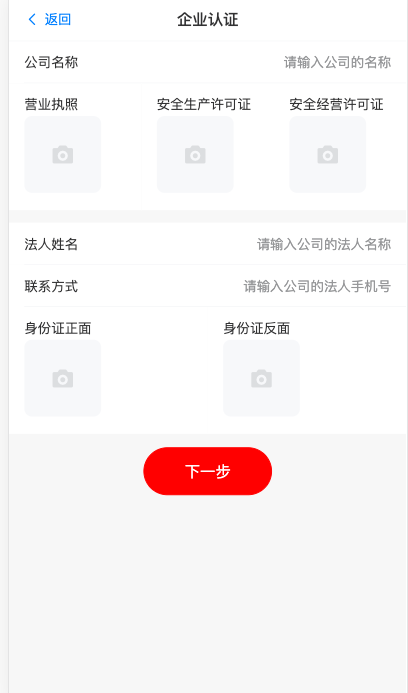 返回 企业认证
公司名称 请输入公司的名称
营业执照 安全生产许可证 安全经营许可证
法人姓名 请输入公司的法人名称
联系方式 请输入公司的法人手机号
身份证正面 身份证反面
下一步